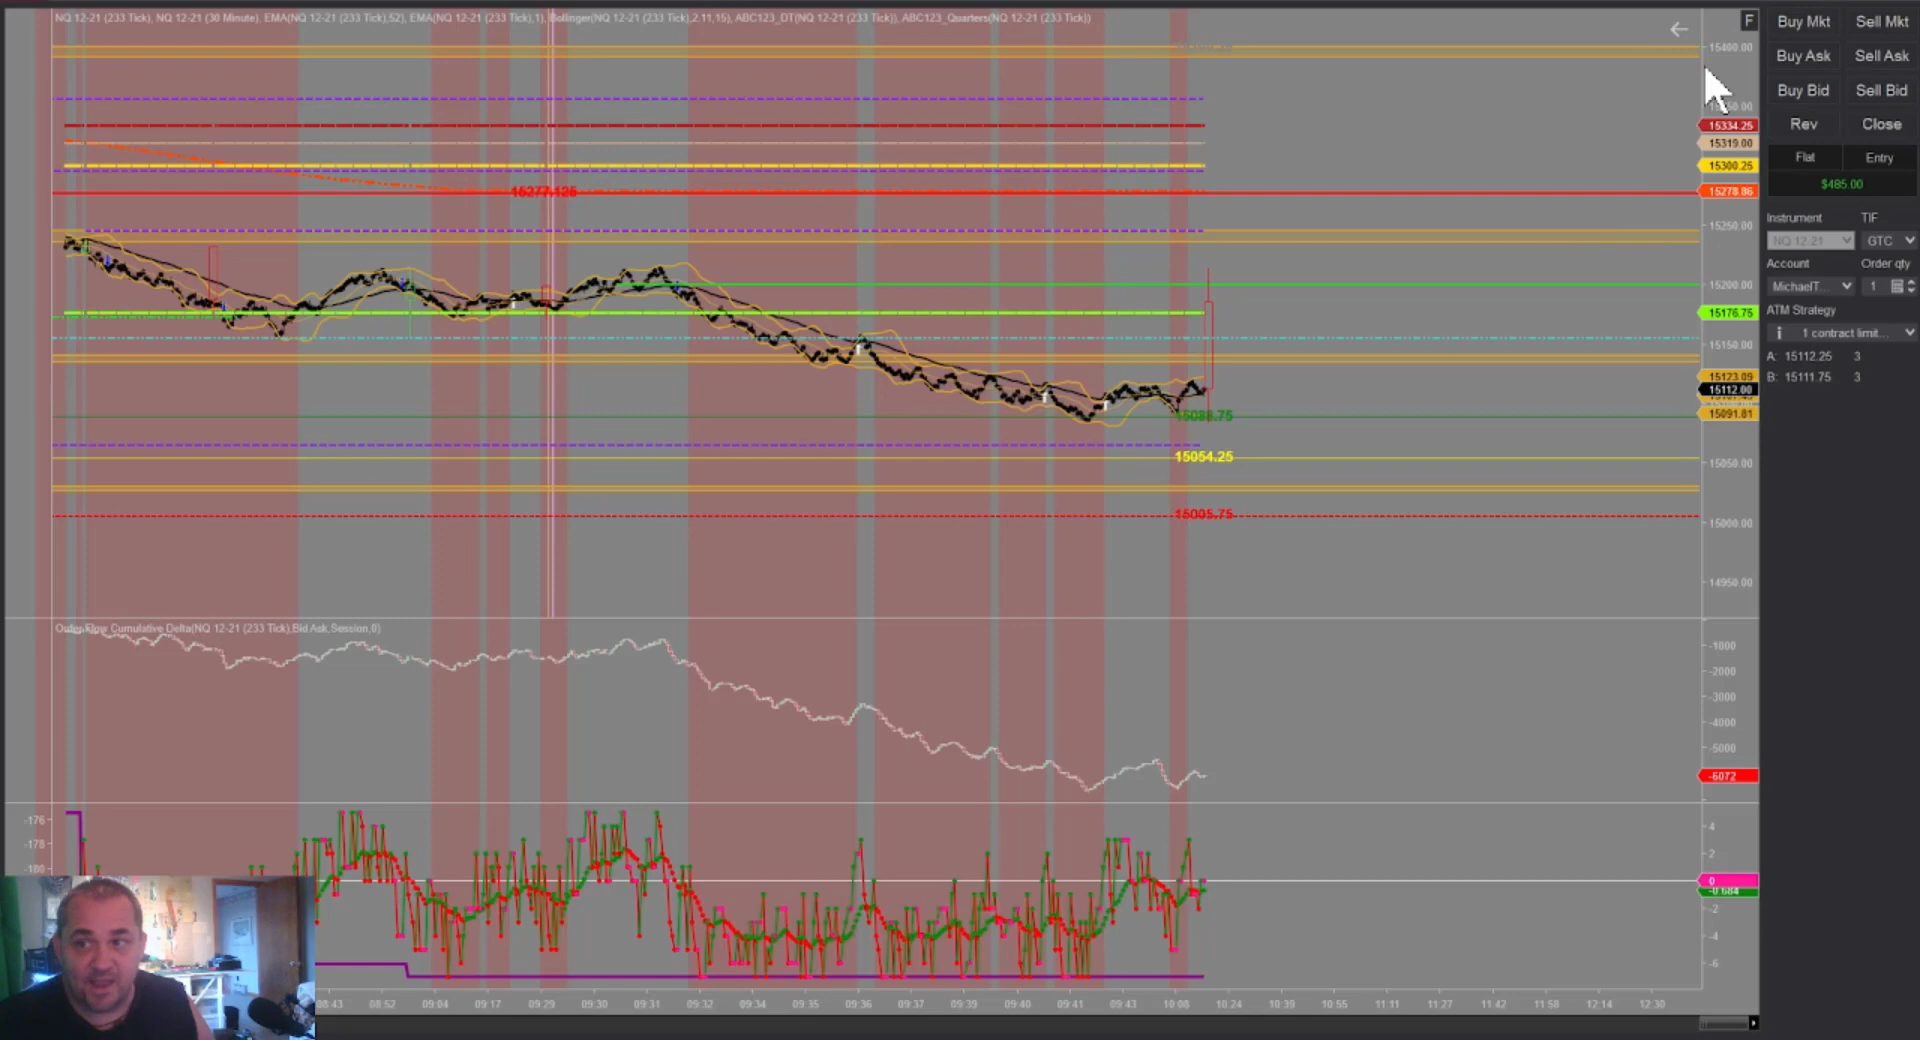 NQ 12-21 (233 Tick), NQ 12-21 (30 Minute), EMA(NQ 12-21 (233 Tick),52), EMA(NQ 12-21 (233 Tick),1), Bollinger(NQ 12-21 (233 Tick),2.11,15), ABC123_DT(NQ 12-21 (233 Tick)), ABC123_Quarters(NQ 12-21 (233 Tick))
F
Buy Mkt Sell Mkt
15400.00
Buy Ask Sell Ask
Buy Bid Sell Bid
15334.25
Rev Close
15319.00
Flat Entry
15300.25
$485.00
15277.125
15278.86
Instrument TIF
15250.00
NQ 12-21 GTC
Account Order qty
15200.00
MichaelT... 1
15176.75
ATM Strategy
1 contract limit...
15150.00
A: 15112.25 3
15123.09
B: 15111.75 3
15112.00
15088.75
15091.81
15054.25
15050.00
15005.75
15000.00
14950.00
Order Flow Cumulative Delta(NQ 12-21 (233 Tick),Bid Ask,Session,0)
-1000
-2000
-3000
-4000
-5000
-6072
-176
4
-178
2
-180
0
-0.684
-2
-4
-6
08:43 08:52 09:04 09:17 09:29 09:30 09:31 09:32 09:34 09:35 09:36 09:37 09:39 09:40 09:41 09:43 10:08 10:24 10:39 10:55 11:11 11:27 11:42 11:58 12:14 12:30